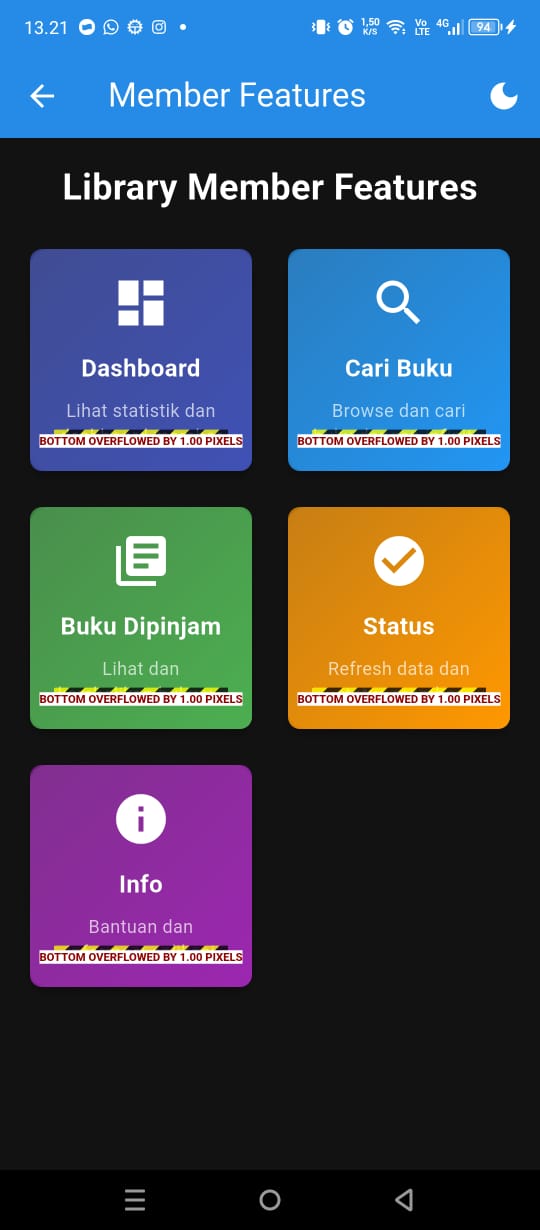 13.21
1,50
K/S
Vo
LTE
4G
94
Member Features
Library Member Features
Dashboard
Lihat statistik dan
BOTTOM OVERFLOWED BY 1.00 PIXELS
Cari Buku
Browse dan cari
BOTTOM OVERFLOWED BY 1.00 PIXELS
Buku Dipinjam
Lihat dan
BOTTOM OVERFLOWED BY 1.00 PIXELS
Status
Refresh data dan
BOTTOM OVERFLOWED BY 1.00 PIXELS
Info
Bantuan dan
BOTTOM OVERFLOWED BY 1.00 PIXELS